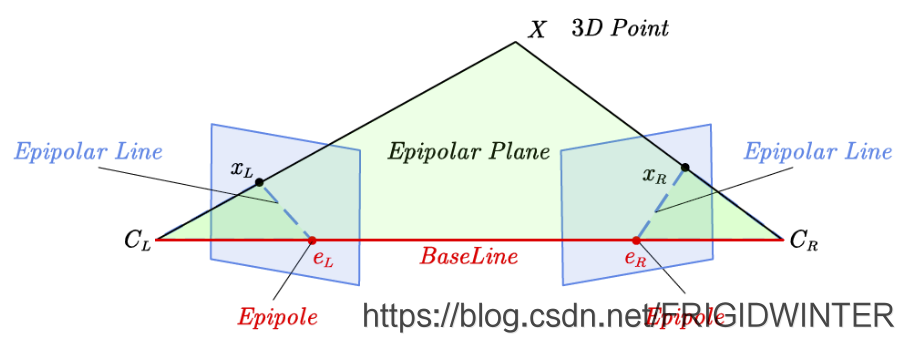 X 3D Point
Epipolar Line
Epipolar Plane
Epipolar Line
x_L
x_R
C_L
C_R
e_L
BaseLine
e_R
Epipole
Epipole
https://blog.csdn.net/FRIGIDWINTER